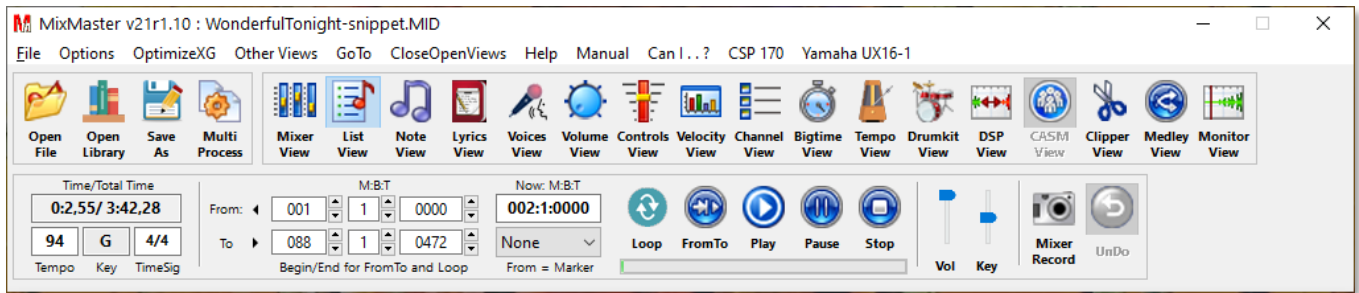 MixMaster v21r1.10 : WonderfulTonight-snippet.MID
File Options OptimizeXG Other Views GoTo CloseOpenViews Help Manual Can I . . ? CSP 170 Yamaha UX16-1
Open File
Open Library
Save As
Multi Process
Mixer View
List View
Note View
Lyrics View
Voices View
Volume View
Controls View
Velocity View
Channel View
Bigtime View
Tempo View
Drumkit View
DSP View
CASM View
Clipper View
Medley View
Monitor View
Time/Total Time
0:2,55/ 3:42,28
94 G 4/4
Tempo Key TimeSig
M:B:T
From: 001 1 0000
To 088 1 0472
Begin/End for FromTo and Loop
Now: M:B:T
002:1:0000
None
From = Marker
Loop FromTo Play Pause Stop
Vol Key
Mixer Record
UnDo